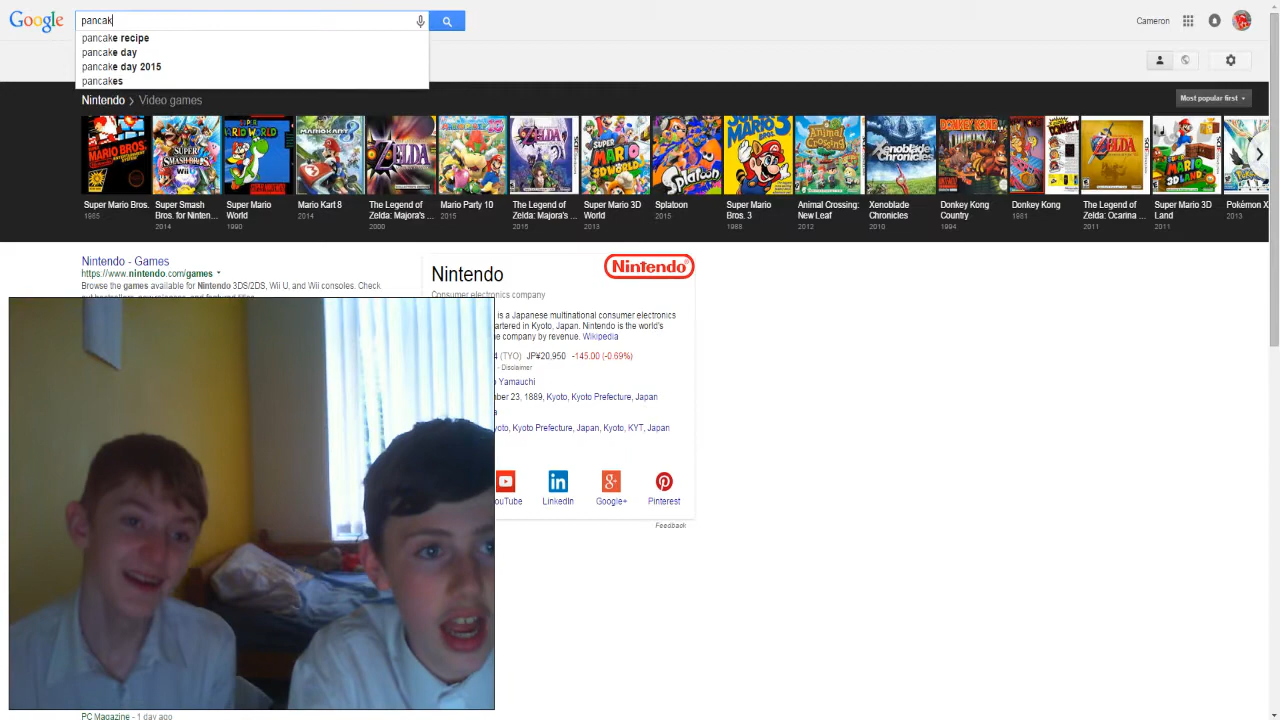 Google
pancak
Cameron
pancake recipe
pancake day
pancake day 2015
pancakes
Nintendo > Video games
Most popular first
Super Mario Bros.
1985
Super Smash
Bros. for Ninten...
2014
Super Mario
World
1990
Mario Kart 8
2014
The Legend of
Zelda: Majora's ...
2000
Mario Party 10
2015
The Legend of
Zelda: Majora's ...
2015
Super Mario 3D
World
2013
Splatoon
2015
Super Mario
Bros. 3
1988
Animal Crossing:
New Leaf
2012
Xenoblade
Chronicles
2010
Donkey Kong
Country
1994
Donkey Kong
1981
The Legend of
Zelda: Ocarina ...
2011
Super Mario 3D
Land
2011
Pokémon X
2013
Nintendo - Games
https://www.nintendo.com/games
Browse the games available for Nintendo 3DS/2DS, Wii U, and Wii consoles. Check
Nintendo
Nintendo
Consumer electronics company
is a Japanese multinational consumer electronics
artered in Kyoto, Japan. Nintendo is the world's
e company by revenue. Wikipedia
(TYO) JP¥20,950 -145.00 (-0.69%)
- Disclaimer
Yamauchi
ber 23, 1889, Kyoto, Kyoto Prefecture, Japan
yoto, Kyoto Prefecture, Japan, Kyoto, KYT, Japan
ouTube
LinkedIn
Google+
Pinterest
Feedback
PC Magazine - 1 day ago